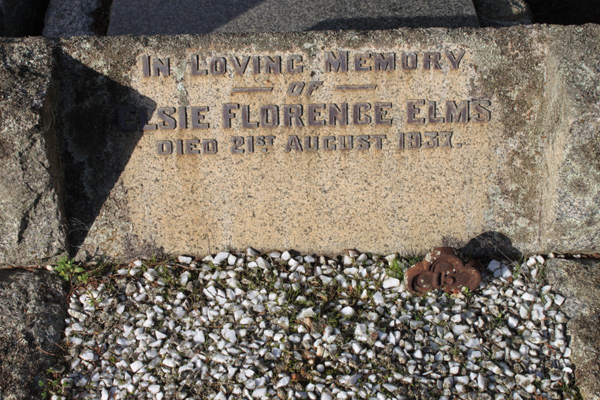 IN LOVING MEMORY
OF
ELSIE FLORENCE ELMS
DIED 21ST AUGUST 1937.